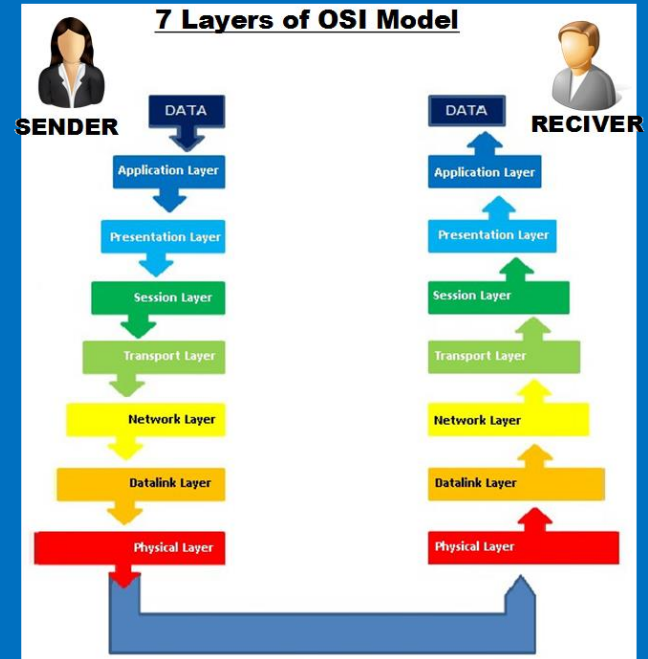 7 Layers of OSI Model
SENDER
RECIVER
DATA
Application Layer
Presentation Layer
Session Layer
Transport Layer
Network Layer
Datalink Layer
Physical Layer
DATA
Application Layer
Presentation Layer
Session Layer
Transport Layer
Network Layer
Datalink Layer
Physical Layer